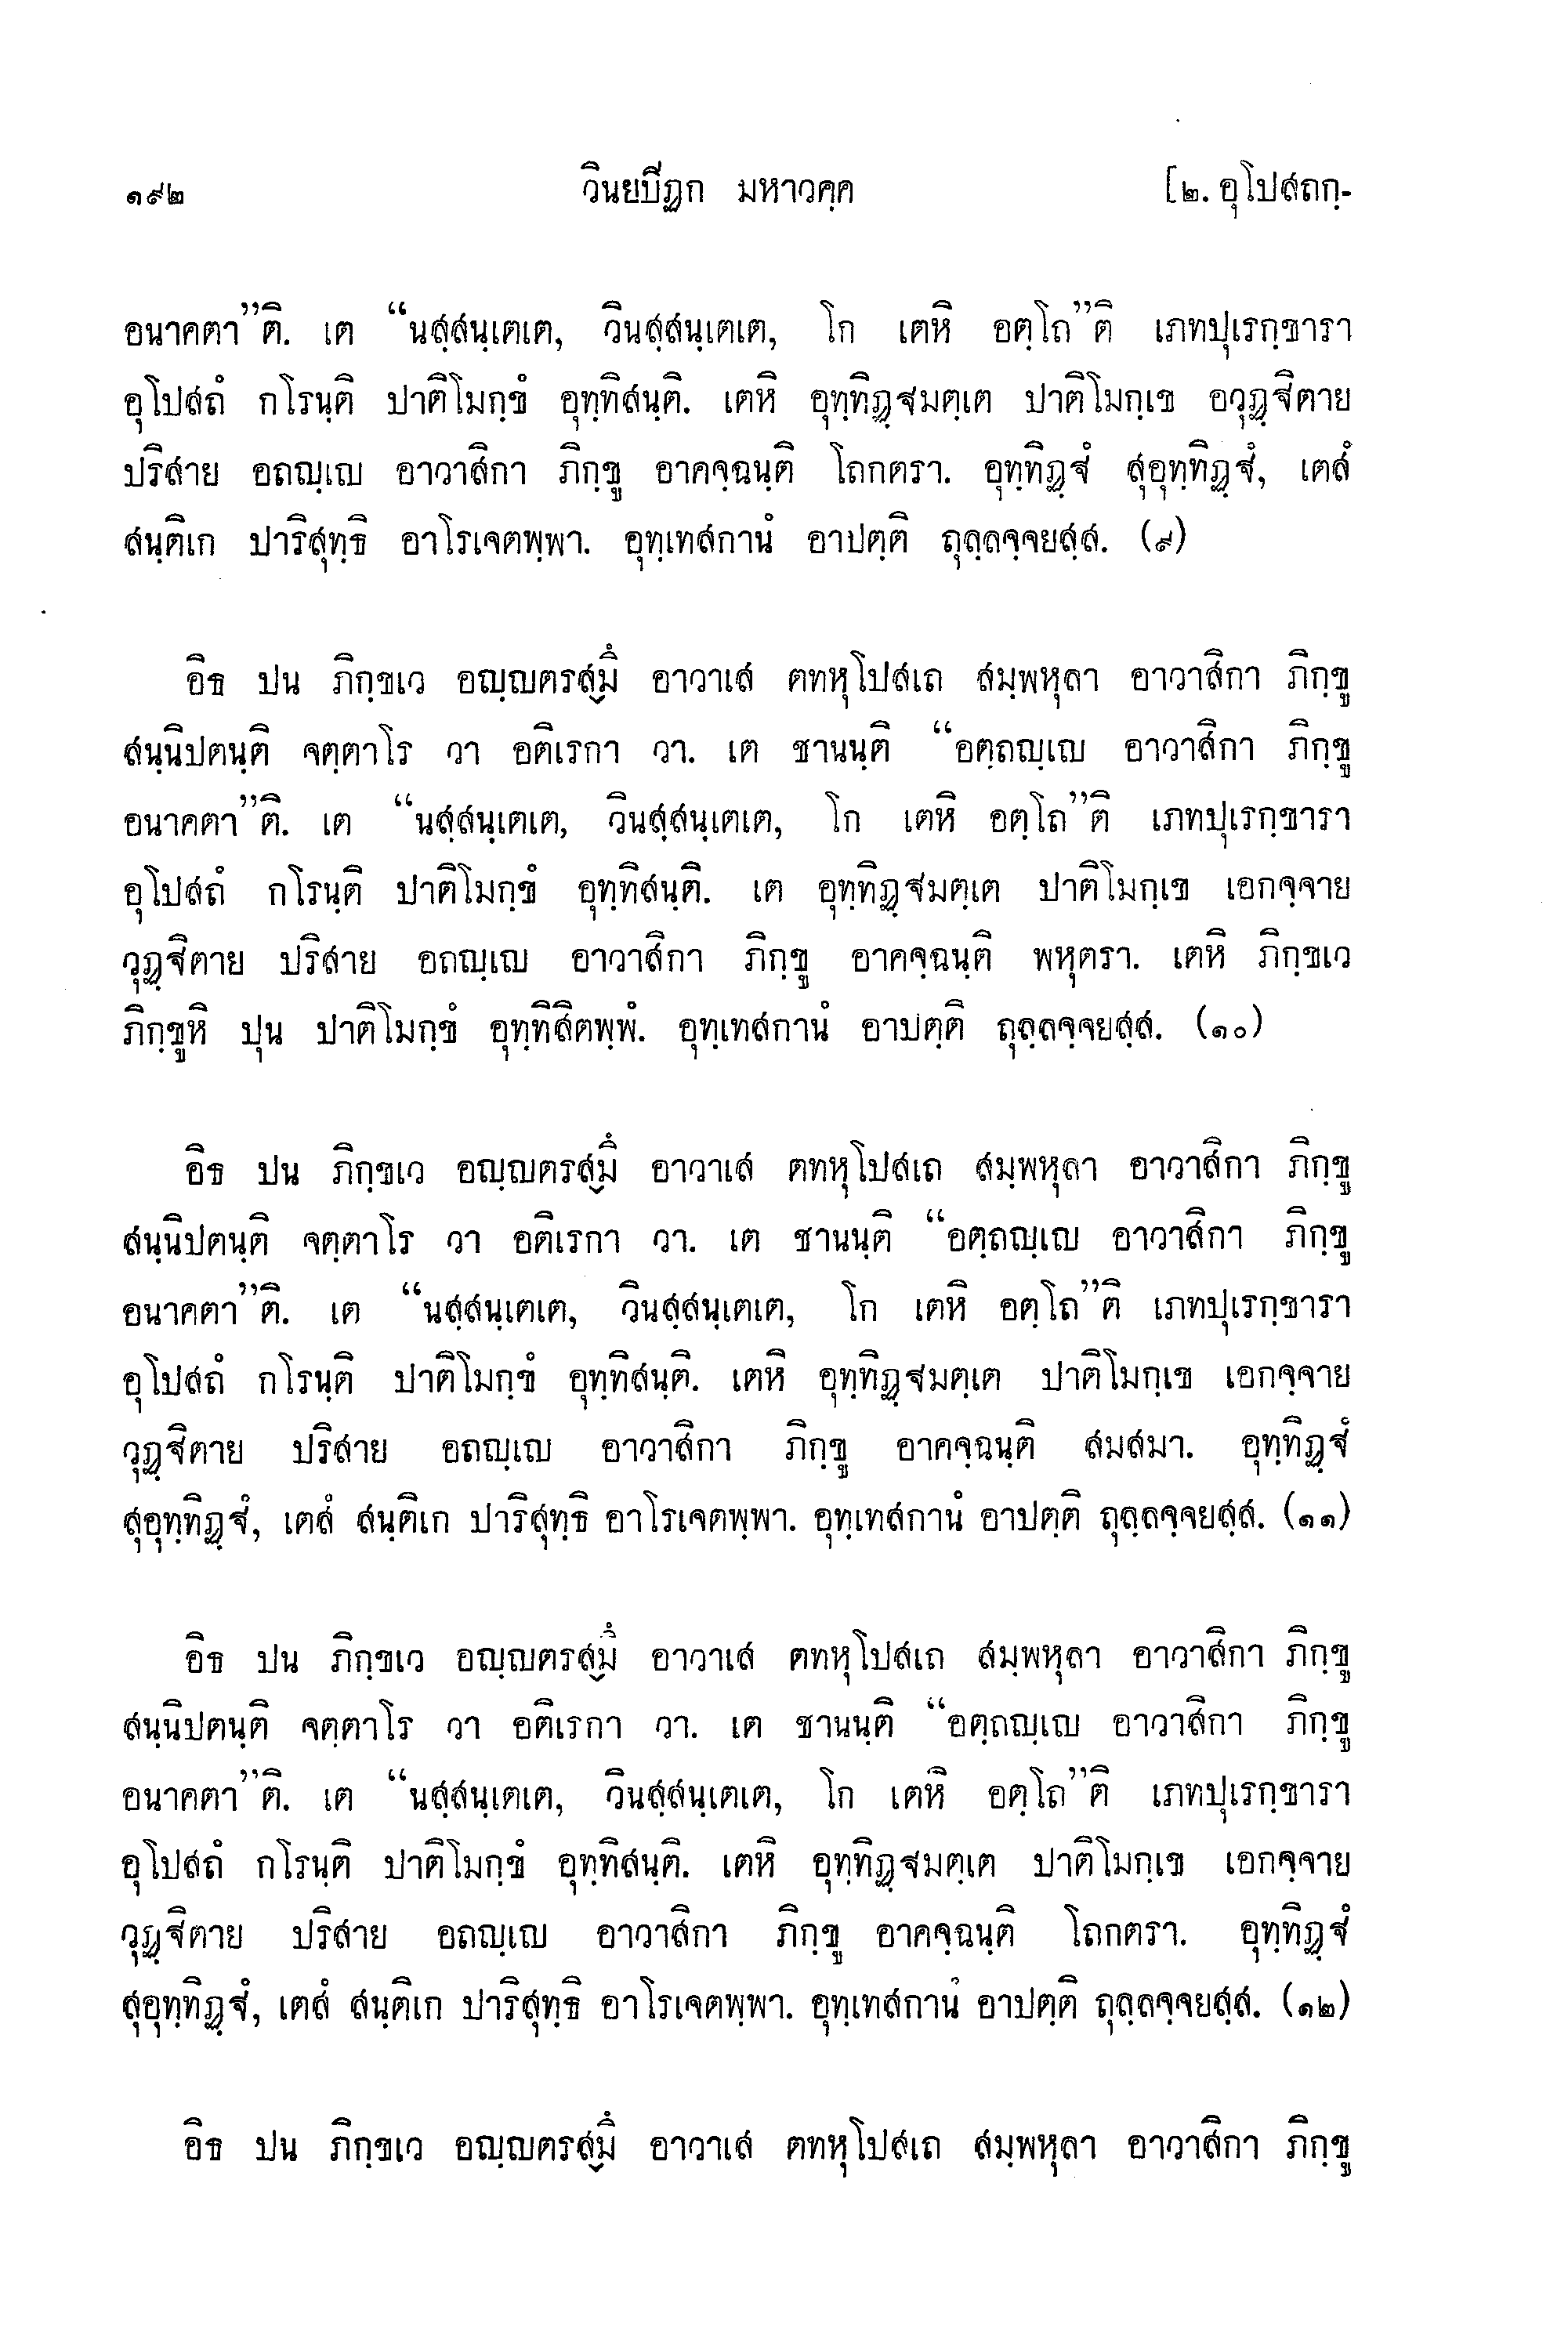 ๑๙๒ วินยปิฏก มหาวคฺค [๒. อุโปสถกฺ-
อนาคตา”ติ. เต “นสฺสนฺเตเต, วินสฺสนฺเตเต, โก เตหิ อตฺโถ”ติ เภทปุเรกฺขารา
อุโปสถํ กโรนฺติ ปาติโมกฺขํ อุทฺทิสนฺติ. เตหิ อุทฺทิฏฺฐมตฺเต ปาติโมกฺเข อวุฏฺฐิตาย
ปริสาย อถญฺเญ อาวาสิกา ภิกฺขู อาคจฺฉนฺติ โถกตรา. อุทฺทิฏฺฐํ สุอุทฺทิฏฺฐํ, เตสํ
สนฺติเก ปาริสุทฺธิ อาโรเจตพฺพา. อุทฺเทสกานํ อาปตฺติ ถุลฺลจฺจยสฺส. (๙)
อิธ ปน ภิกฺขเว อญฺญตรสฺมึ อาวาเส ตทหุโปสเถ สมฺพหุลา อาวาสิกา ภิกฺขู
สนฺนิปตนฺติ จตฺตาโร วา อติเรกา วา. เต ชานนฺติ “อตฺถญฺเญ อาวาสิกา ภิกฺขู
อนาคตา”ติ. เต “นสฺสนฺเตเต, วินสฺสนฺเตเต, โก เตหิ อตฺโถ”ติ เภทปุเรกฺขารา
อุโปสถํ กโรนฺติ ปาติโมกฺขํ อุทฺทิสนฺติ. เต อุทฺทิฏฺฐมตฺเต ปาติโมกฺเข เอกจฺจาย
วุฏฺฐิตาย ปริสาย อถญฺเญ อาวาสิกา ภิกฺขู อาคจฺฉนฺติ พหุตรา. เตหิ ภิกฺขเว
ภิกฺขูหิ ปุน ปาติโมกฺขํ อุทฺทิสิตพฺพํ. อุทฺเทสกานํ อาปตฺติ ถุลฺลจฺจยสฺส. (๑๐)
อิธ ปน ภิกฺขเว อญฺญตรสฺมึ อาวาเส ตทหุโปสเถ สมฺพหุลา อาวาสิกา ภิกฺขู
สนฺนิปตนฺติ จตฺตาโร วา อติเรกา วา. เต ชานนฺติ “อตฺถญฺเญ อาวาสิกา ภิกฺขู
อนาคตา”ติ. เต “นสฺสนฺเตเต, วินสฺสนฺเตเต, โก เตหิ อตฺโถ”ติ เภทปุเรกฺขารา
อุโปสถํ กโรนฺติ ปาติโมกฺขํ อุทฺทิสนฺติ. เตหิ อุทฺทิฏฺฐมตฺเต ปาติโมกฺเข เอกจฺจาย
วุฏฺฐิตาย ปริสาย อถญฺเญ อาวาสิกา ภิกฺขู อาคจฺฉนฺติ สมสมา. อุทฺทิฏฺฐํ
สุอุทฺทิฏฺฐํ, เตสํ สนฺติเก ปาริสุทฺธิ อาโรเจตพฺพา. อุทฺเทสกานํ อาปตฺติ ถุลฺลจฺจยสฺส. (๑๑)
อิธ ปน ภิกฺขเว อญฺญตรสฺมึ อาวาเส ตทหุโปสเถ สมฺพหุลา อาวาสิกา ภิกฺขู
สนฺนิปตนฺติ จตฺตาโร วา อติเรกา วา. เต ชานนฺติ “อตฺถญฺเญ อาวาสิกา ภิกฺขู
อนาคตา”ติ. เต “นสฺสนฺเตเต, วินสฺสนฺเตเต, โก เตหิ อตฺโถ”ติ เภทปุเรกฺขารา
อุโปสถํ กโรนฺติ ปาติโมกฺขํ อุทฺทิสนฺติ. เตหิ อุทฺทิฏฺฐมตฺเต ปาติโมกฺเข เอกจฺจาย
วุฏฺฐิตาย ปริสาย อถญฺเญ อาวาสิกา ภิกฺขู อาคจฺฉนฺติ โถกตรา. อุทฺทิฏฺฐํ
สุอุทฺทิฏฺฐํ, เตสํ สนฺติเก ปาริสุทฺธิ อาโรเจตพฺพา. อุทฺเทสกานํ อาปตฺติ ถุลฺลจฺจยสฺส. (๑๒)
อิธ ปน ภิกฺขเว อญฺญตรสฺมึ อาวาเส ตทหุโปสเถ สมฺพหุลา อาวาสิกา ภิกฺขู